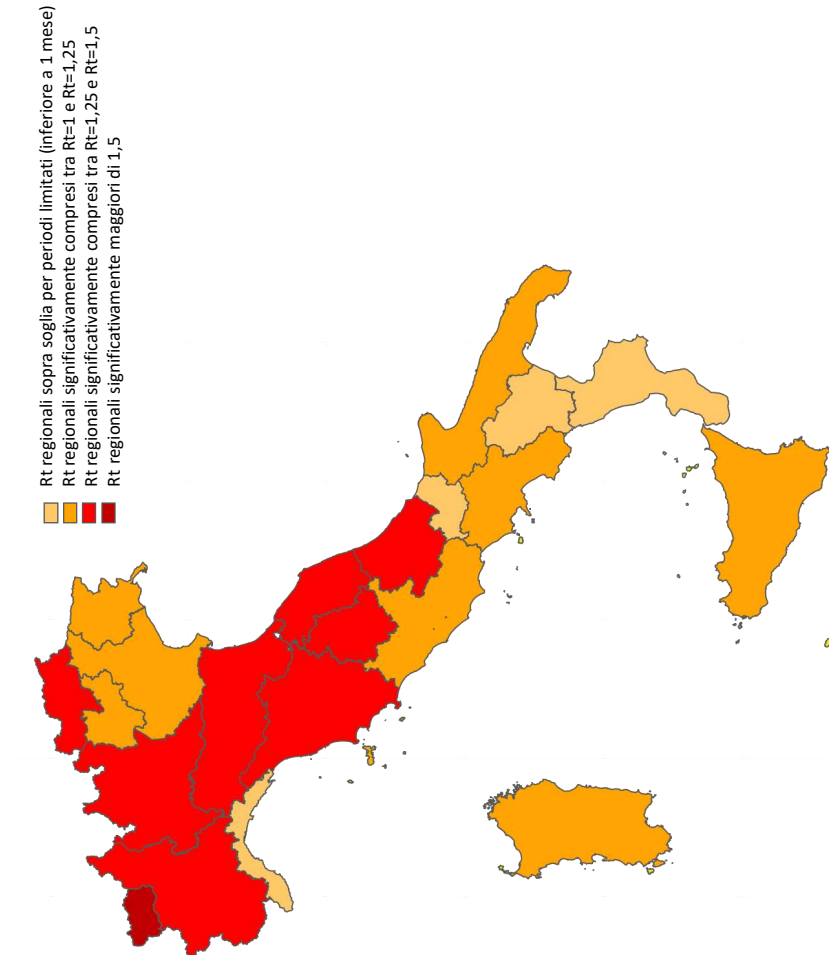 Rt regionali sopra soglia per periodi limitati (inferiore a 1 mese)
Rt regionali significativamente compresi tra Rt=1 e Rt=1,25
Rt regionali significativamente compresi tra Rt=1,25 e Rt=1,5
Rt regionali significativamente maggiori di 1,5